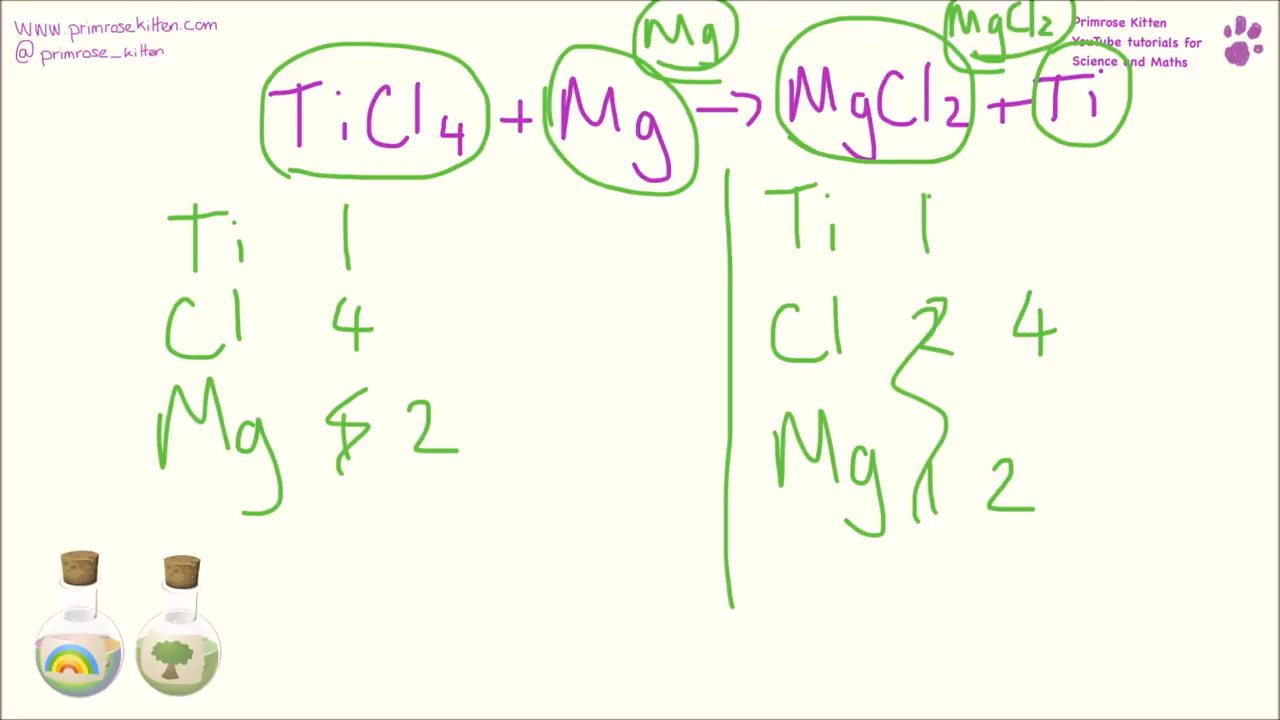 www.primrosekitten.com
@primrose_kitten
Primrose Kitten
YouTube tutorials for
Science and Maths
Mg MgCl2
TiCl4 + Mg → MgCl2 + Ti
Ti 1 Ti 1
Cl 4 Cl 2 4
Mg 1 2 Mg 1 2